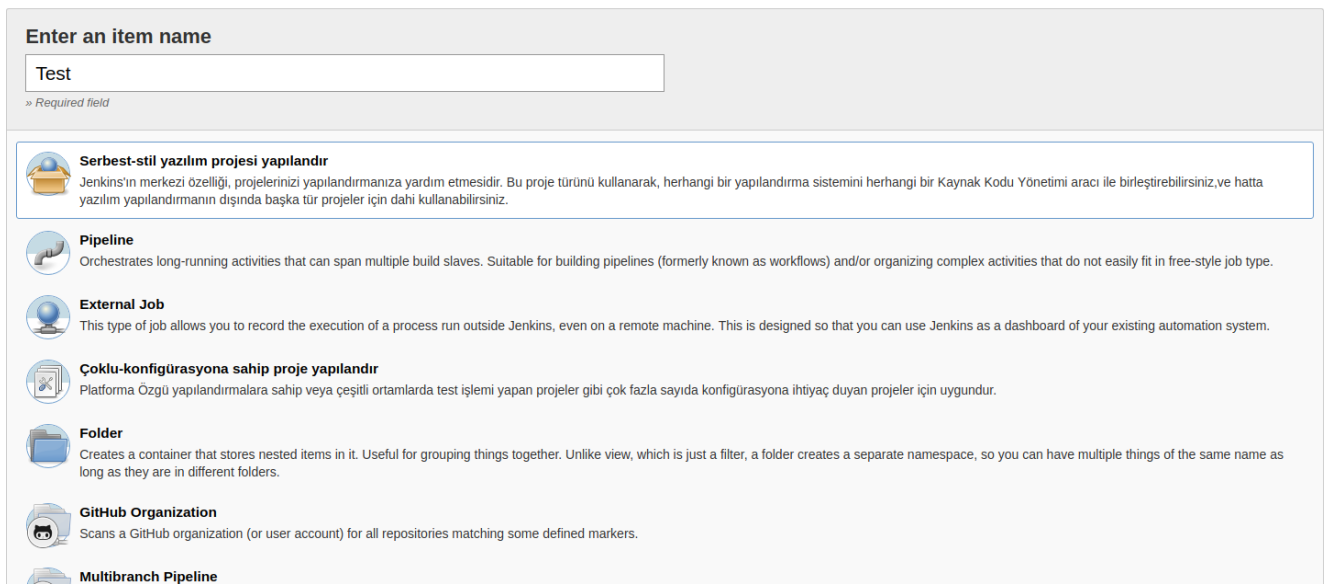 Enter an item name
Test
» Required field
Serbest-stil yazılım projesi yapılandır
Jenkins'ın merkezi özelliği, projelerinizi yapılandırmanıza yardım etmesidir. Bu proje türünü kullanarak, herhangi bir yapılandırma sistemini herhangi bir Kaynak Kodu Yönetimi aracı ile birleştirebilirsiniz,ve hatta
yazılım yapılandırmanın dışında başka tür projeler için dahi kullanabilirsiniz.
Pipeline
Orchestrates long-running activities that can span multiple build slaves. Suitable for building pipelines (formerly known as workflows) and/or organizing complex activities that do not easily fit in free-style job type.
External Job
This type of job allows you to record the execution of a process run outside Jenkins, even on a remote machine. This is designed so that you can use Jenkins as a dashboard of your existing automation system.
Çoklu-konfigürasyona sahip proje yapılandır
Platforma Özgü yapılandırmalara sahip veya çeşitli ortamlarda test işlemi yapan projeler gibi çok fazla sayıda konfigürasyona ihtiyaç duyan projeler için uygundur.
Folder
Creates a container that stores nested items in it. Useful for grouping things together. Unlike view, which is just a filter, a folder creates a separate namespace, so you can have multiple things of the same name as
long as they are in different folders.
GitHub Organization
Scans a GitHub organization (or user account) for all repositories matching some defined markers.
Multibranch Pipeline